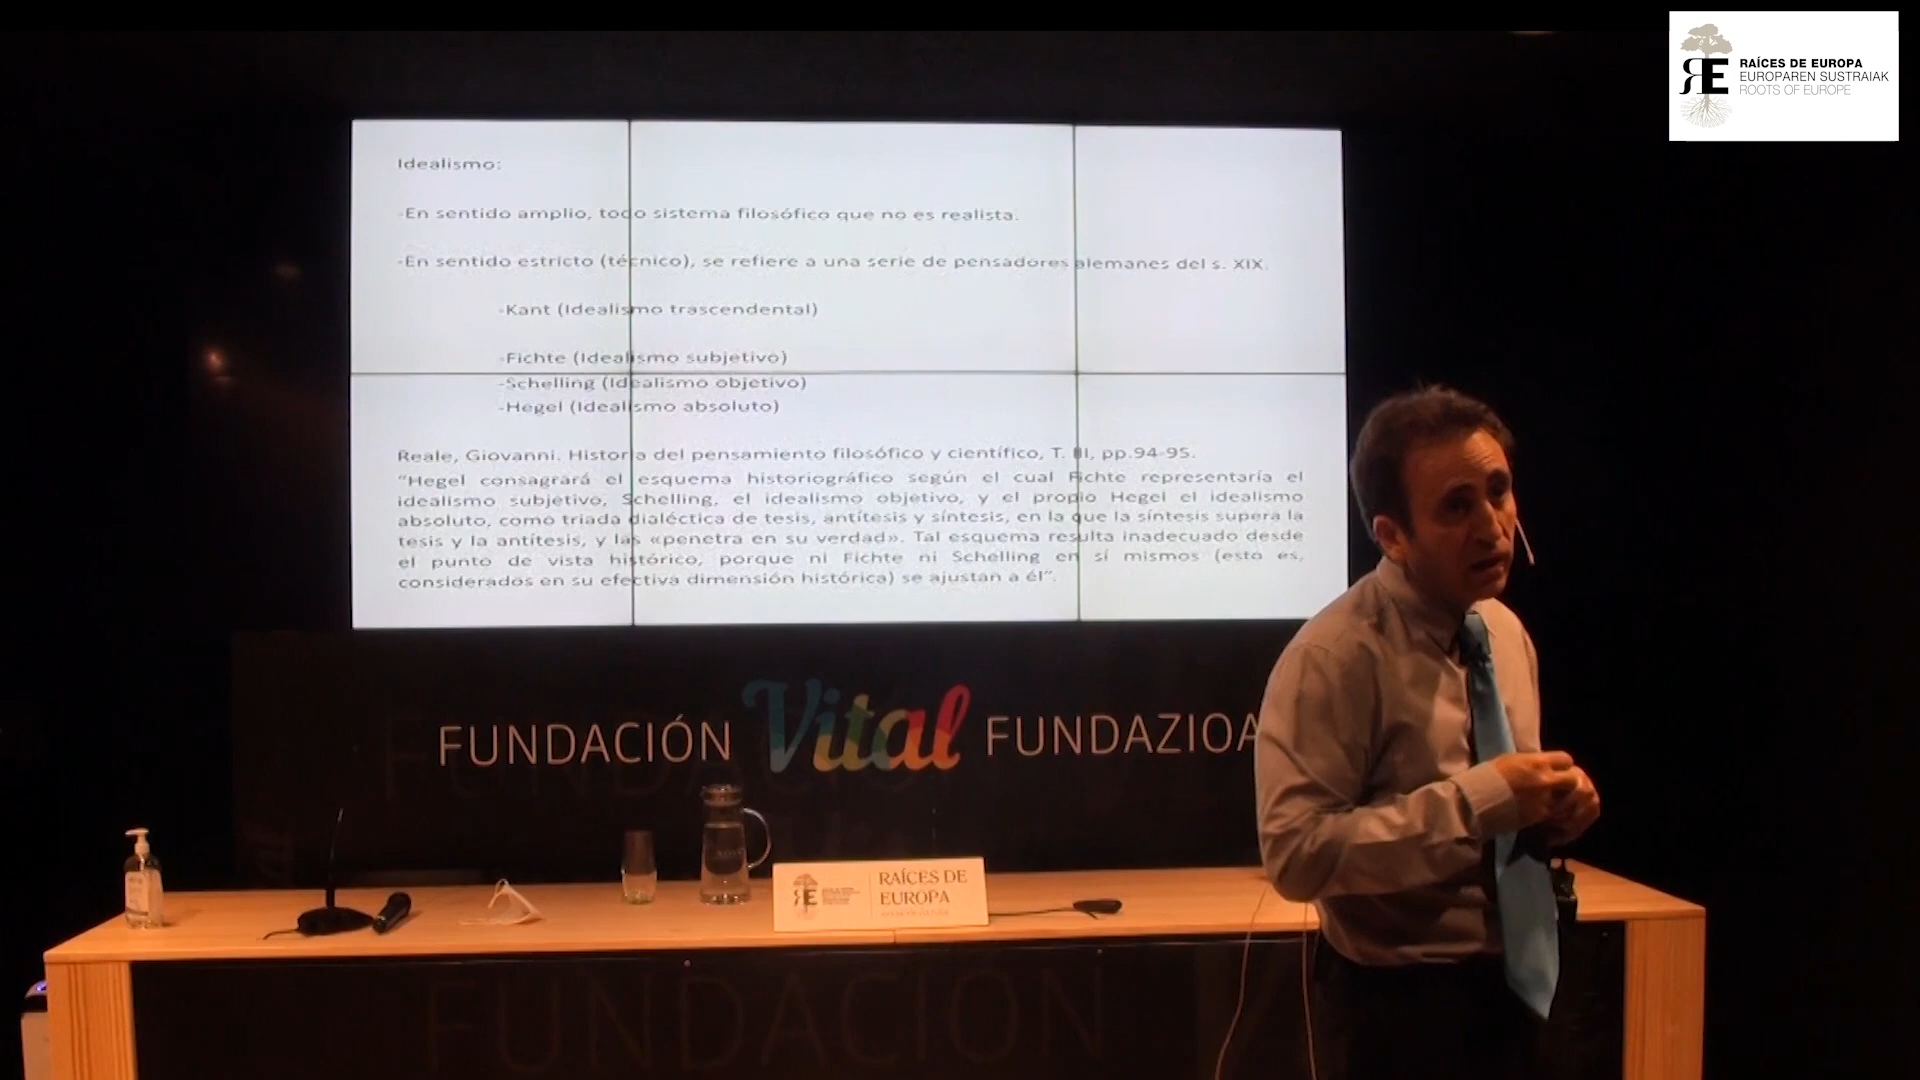 RAÍCES DE EUROPA
EUROPAREN SUSTRAIAK
ROOTS OF EUROPE
Idealismo:
-En sentido amplio, todo sistema filosófico que no es realista.
-En sentido estricto (técnico), se refiere a una serie de pensadores alemanes del s. XIX.
-Kant (Idealismo trascendental)
-Fichte (Idealismo subjetivo)
-Schelling (Idealismo objetivo)
-Hegel (Idealismo absoluto)
Reale, Giovanni. Historia del pensamiento filosófico y científico, T. III, pp.94-95.
“Hegel consagrará el esquema historiográfico según el cual Fichte representaría el
idealismo subjetivo, Schelling, el idealismo objetivo, y el propio Hegel el idealismo
absoluto, como triada dialéctica de tesis, antítesis y síntesis, en la que la síntesis supera la
tesis y la antítesis, y las «penetra en su verdad». Tal esquema resulta inadecuado desde
el punto de vista histórico, porque ni Fichte ni Schelling en sí mismos (esto es,
considerados en su efectiva dimensión histórica) se ajustan a él”.
FUNDACIÓN Vital FUNDAZIOA
RAÍCES DE
EUROPA
FUNDACIÓN